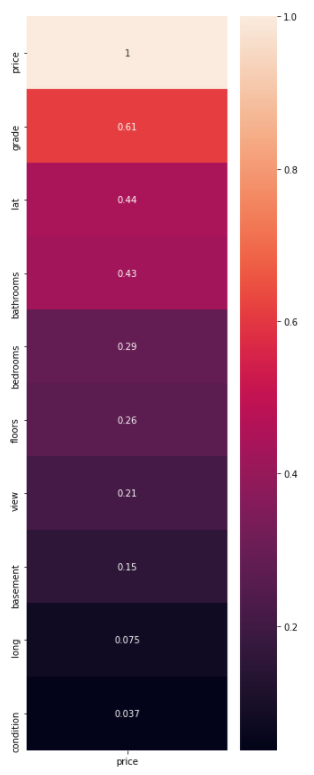 price
1
grade
0.61
lat
0.44
bathrooms
0.43
bedrooms
0.29
floors
0.26
view
0.21
basement
0.15
long
0.075
condition
0.037
price
1.0
0.8
0.6
0.4
0.2